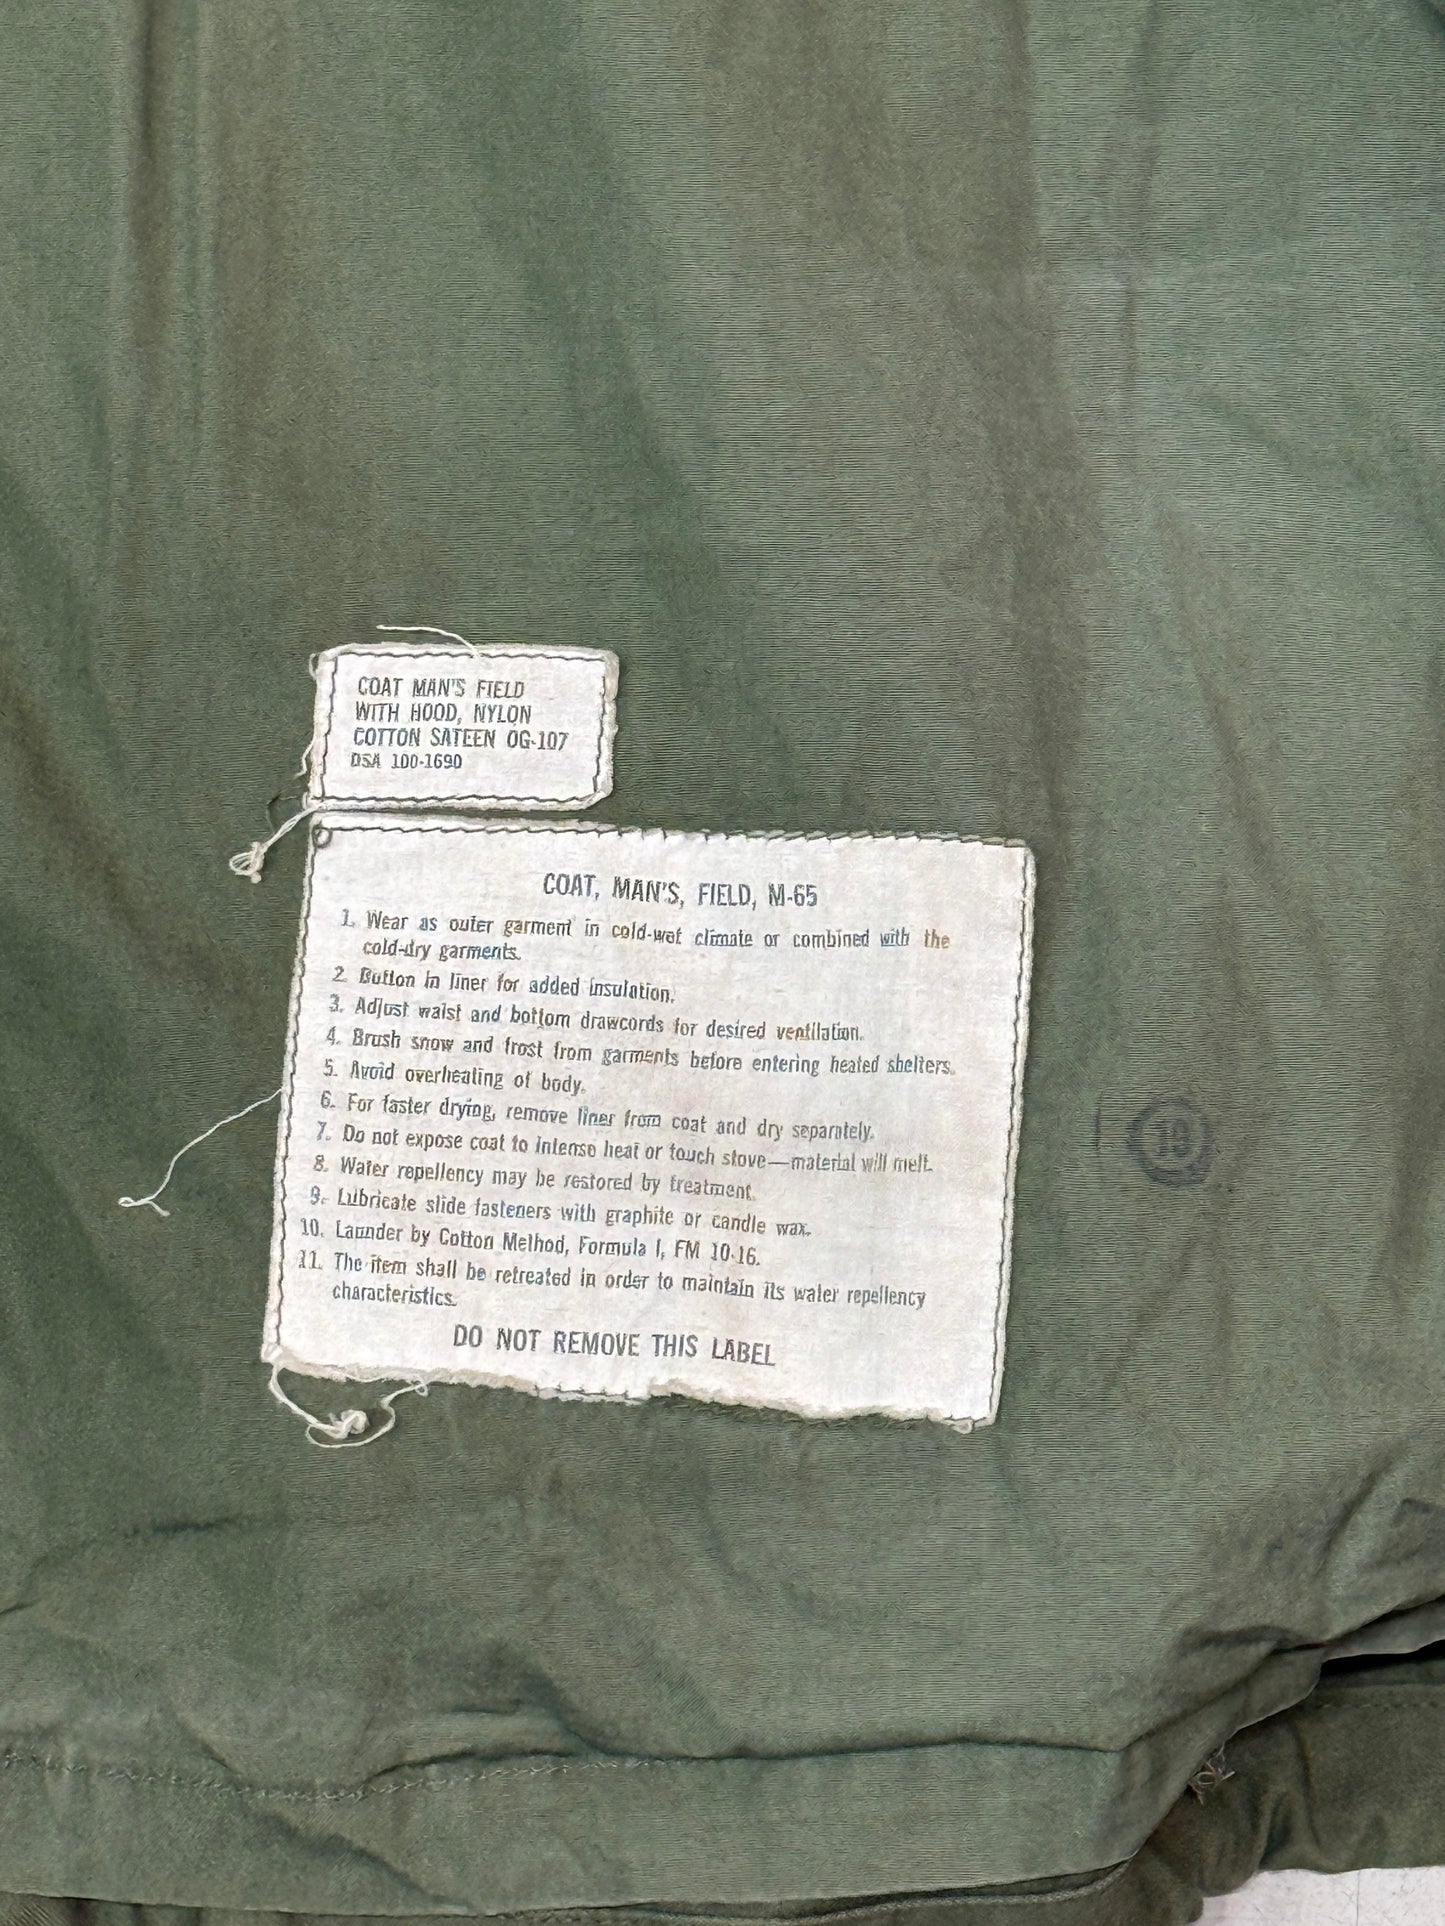 COAT MAN'S FIELD
WITH HOOD, NYLON
COTTON SATEEN OG-107
DSA 100-1690
COAT, MAN'S, FIELD, M-65
1. Wear as outer garment in cold-wet climate or combined with the
cold-dry garments.
2. Button in liner for added insulation.
3. Adjust waist and bottom drawcords for desired ventilation.
4. Brush snow and frost from garments before entering heated shelters.
5. Avoid overheating of body.
6. For faster drying, remove liner from coat and dry separately.
7. Do not expose coat to intense heat or touch stove—material will melt.
8. Water repellency may be restored by treatment.
9. Lubricate slide fasteners with graphite or candle wax.
10. Launder by Cotton Method, Formula I, FM 10-16.
11. The item shall be retreated in order to maintain its water repellency
characteristics.
DO NOT REMOVE THIS LABEL